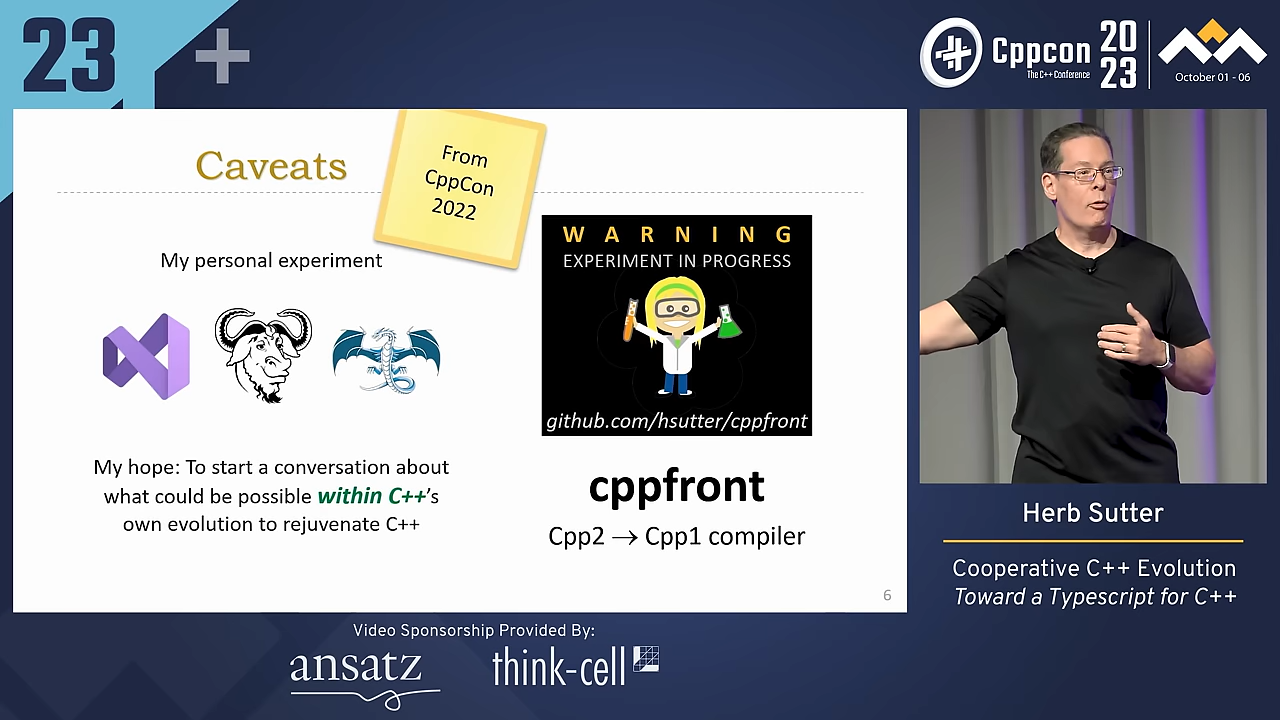 23
Cppcon
The C++ Conference
20
23
October 01 - 06
Caveats
From
CppCon
2022
My personal experiment
WARNING
EXPERIMENT IN PROGRESS
github.com/hsutter/cppfront
My hope: To start a conversation about
what could be possible within C++'s
own evolution to rejuvenate C++
cppfront
Cpp2 → Cpp1 compiler
6
Herb Sutter
Cooperative C++ Evolution
Toward a Typescript for C++
Video Sponsorship Provided By:
ansatz
think-cell